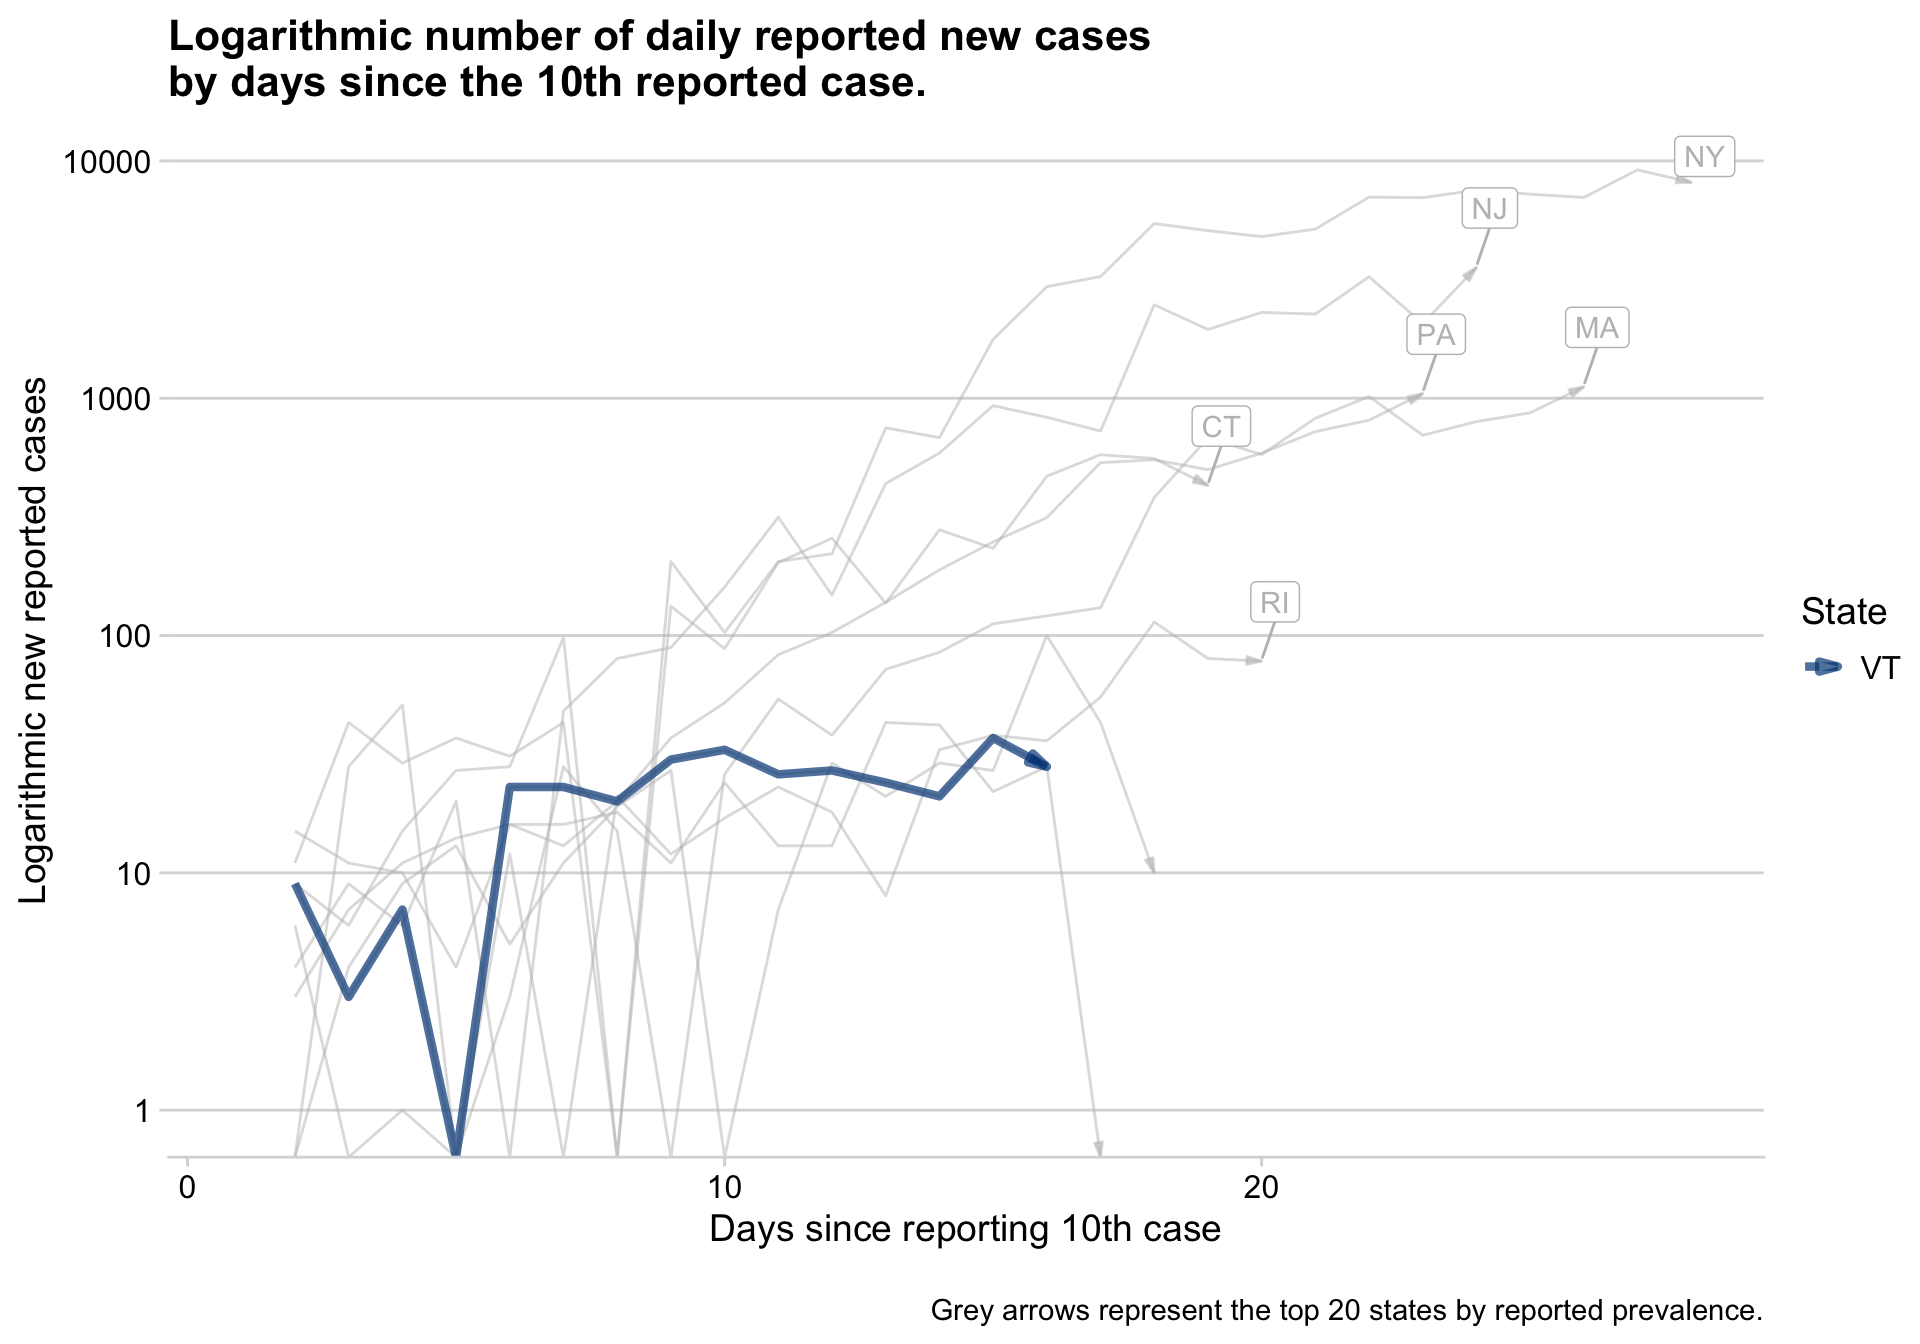 Logarithmic number of daily reported new cases
by days since the 10th reported case.
10000
1000
100
10
1
Logarithmic new reported cases
NY
NJ
PA
MA
CT
RI
State
VT
0
10
20
Days since reporting 10th case
Grey arrows represent the top 20 states by reported prevalence.